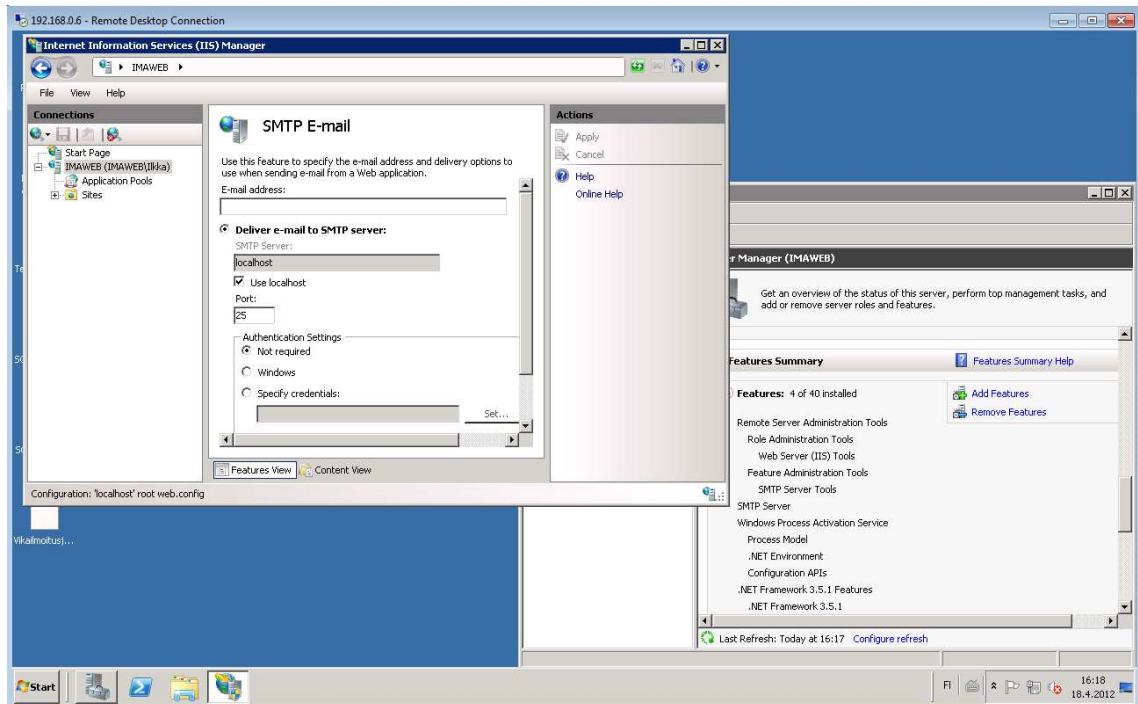 192.168.0.6 - Remote Desktop Connection
Internet Information Services (IIS) Manager
IMAWEB
File View Help
Connections
Start Page
IMAWEB (IMAWEB\Ilkka)
Application Pools
Sites
SMTP E-mail
Use this feature to specify the e-mail address and delivery options to
use when sending e-mail from a Web application.
E-mail address:
Deliver e-mail to SMTP server:
SMTP Server:
localhost
Use localhost
Port:
25
Authentication Settings
Not required
Windows
Specify credentials:
Set...
Features View Content View
Actions
Apply
Cancel
Help
Online Help
Configuration: 'localhost' root web.config
er Manager (IMAWEB)
Get an overview of the status of this server, perform top management tasks, and
add or remove server roles and features.
Features Summary
Features Summary Help
Features: 4 of 40 installed
Add Features
Remove Features
Remote Server Administration Tools
Role Administration Tools
Web Server (IIS) Tools
Feature Administration Tools
SMTP Server Tools
SMTP Server
Windows Process Activation Service
Process Model
.NET Environment
Configuration APIs
.NET Framework 3.5.1 Features
.NET Framework 3.5.1
Last Refresh: Today at 16:17 Configure refresh
Vikailmoitusj...
Start
FI
16:18
18.4.2012